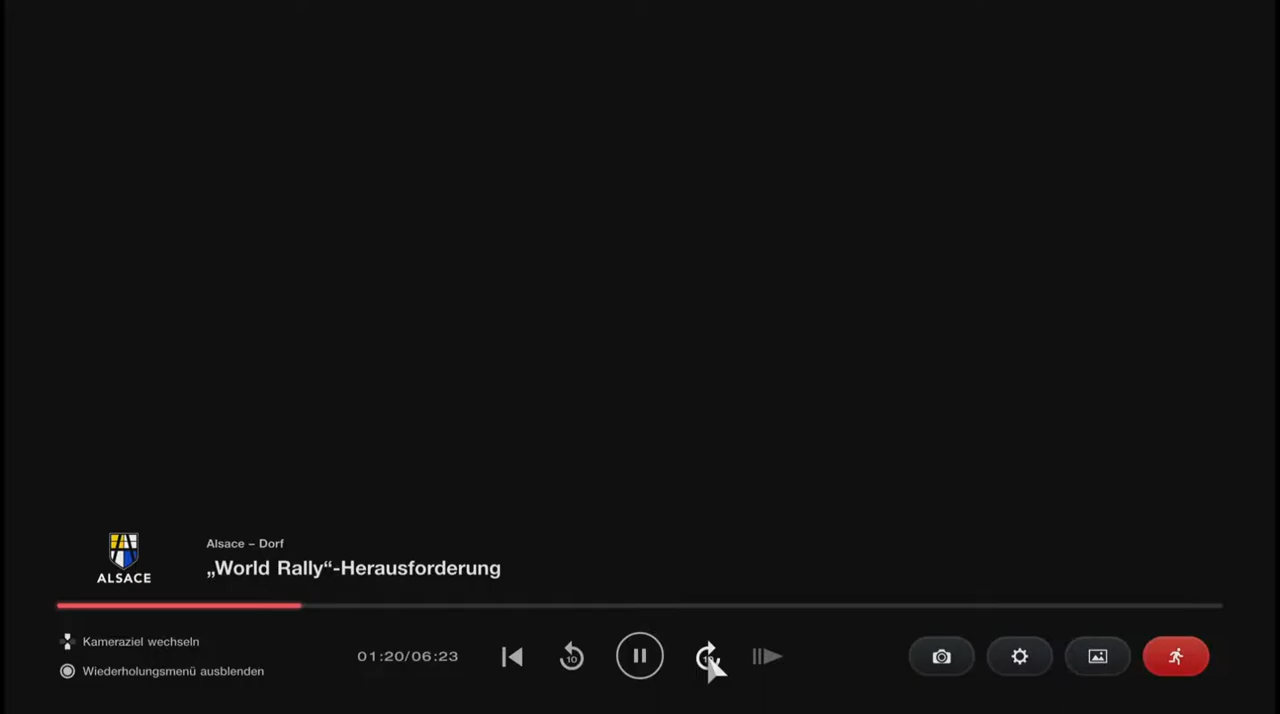 Alsace – Dorf
„World Rally“-Herausforderung
ALSACE
Kameraziel wechseln
Wiederholungsmenü ausblenden
01:20/06:23
10